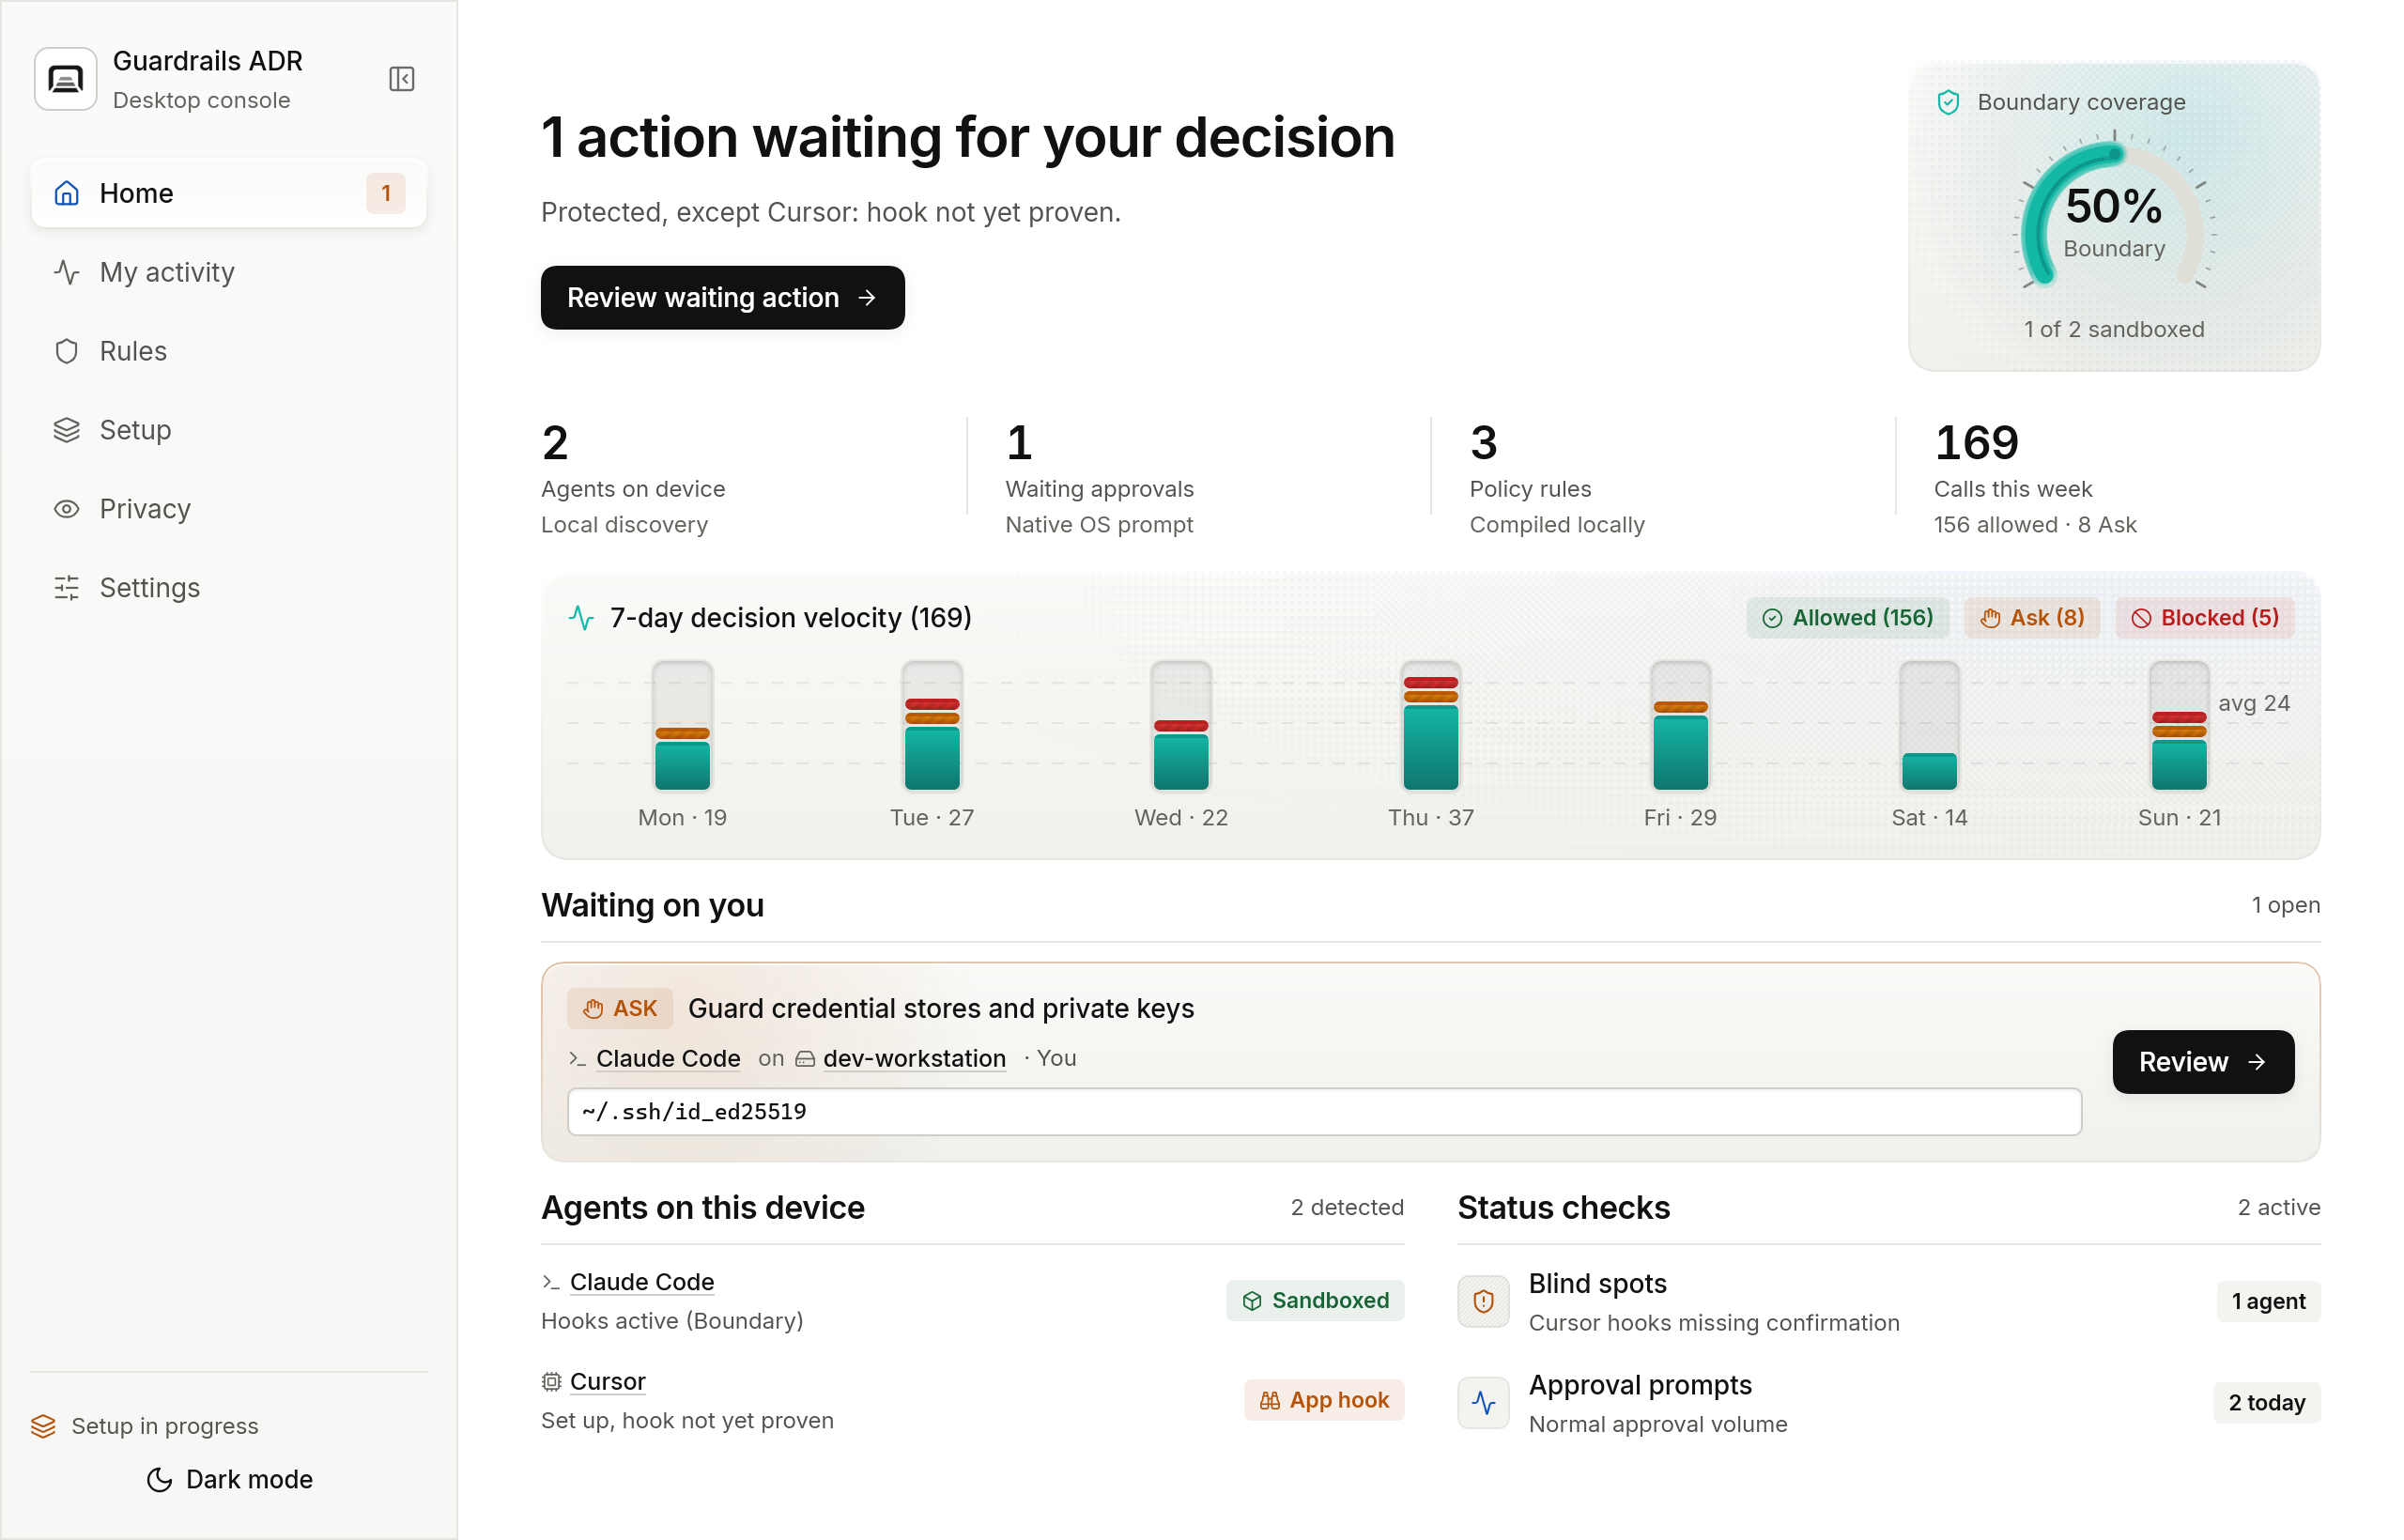 Guardrails ADR
Desktop console
Home
1
My activity
Rules
Setup
Privacy
Settings
Setup in progress
Dark mode
1 action waiting for your decision
Protected, except Cursor: hook not yet proven.
Review waiting action
Boundary coverage
50%
Boundary
1 of 2 sandboxed
2
Agents on device
Local discovery
1
Waiting approvals
Native OS prompt
3
Policy rules
Compiled locally
169
Calls this week
156 allowed · 8 Ask
7-day decision velocity (169)
Allowed (156)
Ask (8)
Blocked (5)
avg 24
Mon · 19
Tue · 27
Wed · 22
Thu · 37
Fri · 29
Sat · 14
Sun · 21
Waiting on you
1 open
ASK
Guard credential stores and private keys
Claude Code on dev-workstation · You
~/.ssh/id_ed25519
Review
Agents on this device
2 detected
Claude Code
Hooks active (Boundary)
Sandboxed
Cursor
Set up, hook not yet proven
App hook
Status checks
2 active
Blind spots
Cursor hooks missing confirmation
1 agent
Approval prompts
Normal approval volume
2 today